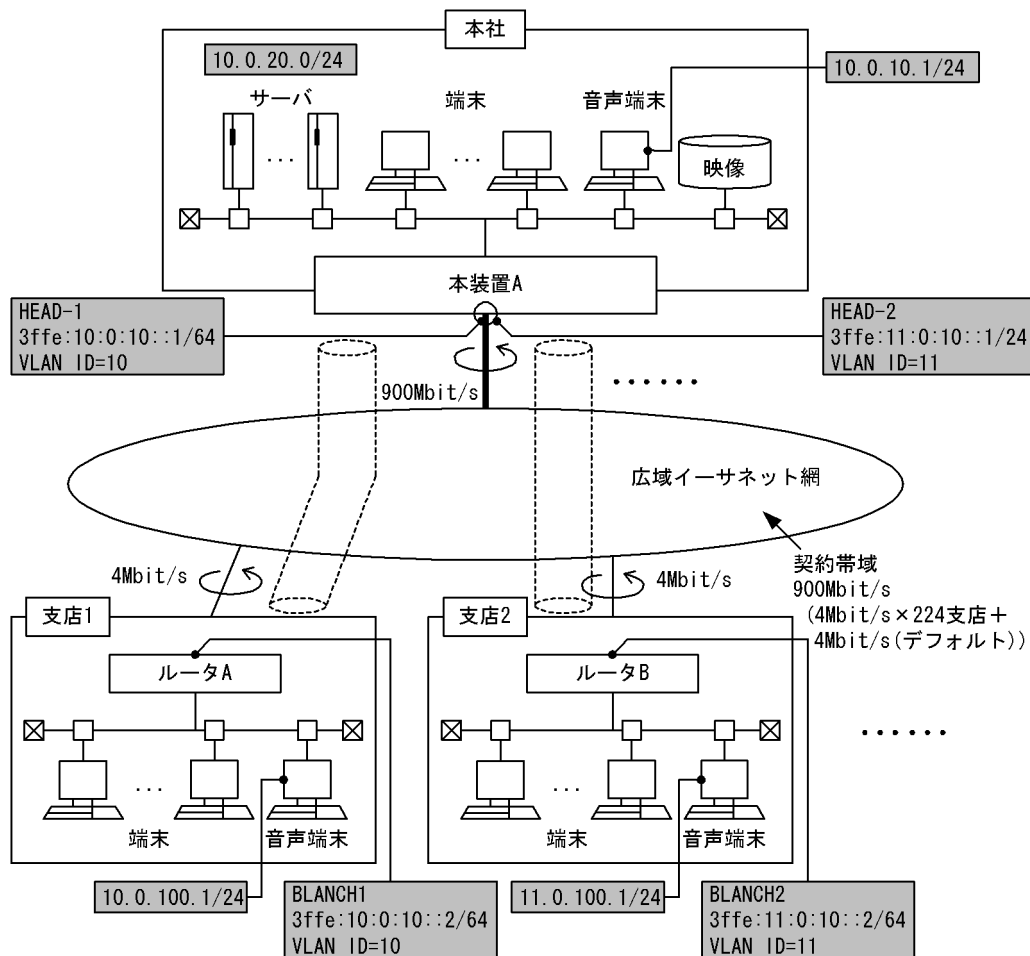 本社
10.0.20.0/24
10.0.10.1/24
サーバ
端末
音声端末
...
...
映像
本装置A
HEAD-1
3ffe:10:0:10::1/64
VLAN ID=10
HEAD-2
3ffe:11:0:10::1/24
VLAN ID=11
900Mbit/s
......
広域イーサネット網
契約帯域
900Mbit/s
(4Mbit/s×224支店+
4Mbit/s(デフォルト))
4Mbit/s
4Mbit/s
支店1
ルータA
...
端末
音声端末
10.0.100.1/24
BLANCH1
3ffe:10:0:10::2/64
VLAN ID=10
支店2
ルータB
...
端末
音声端末
11.0.100.1/24
BLANCH2
3ffe:11:0:10::2/64
VLAN ID=11
......